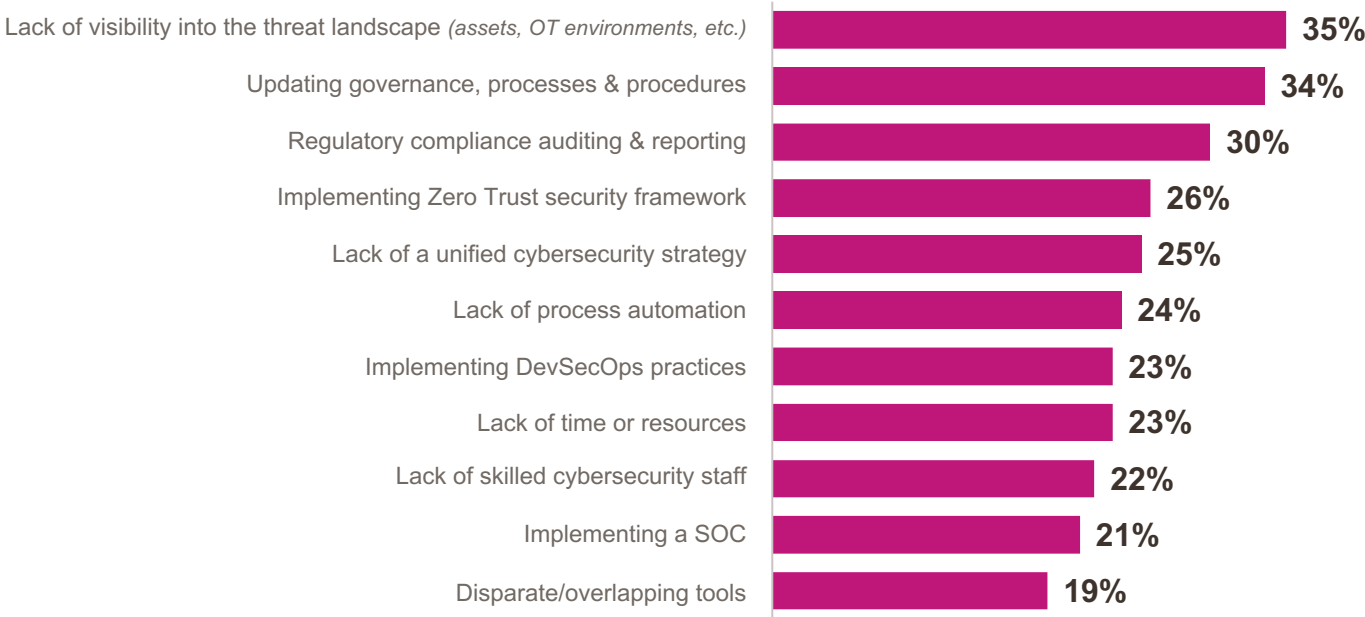 Lack of visibility into the threat landscape (assets, OT environments, etc.) 35%
Updating governance, processes & procedures 34%
Regulatory compliance auditing & reporting 30%
Implementing Zero Trust security framework 26%
Lack of a unified cybersecurity strategy 25%
Lack of process automation 24%
Implementing DevSecOps practices 23%
Lack of time or resources 23%
Lack of skilled cybersecurity staff 22%
Implementing a SOC 21%
Disparate/overlapping tools 19%